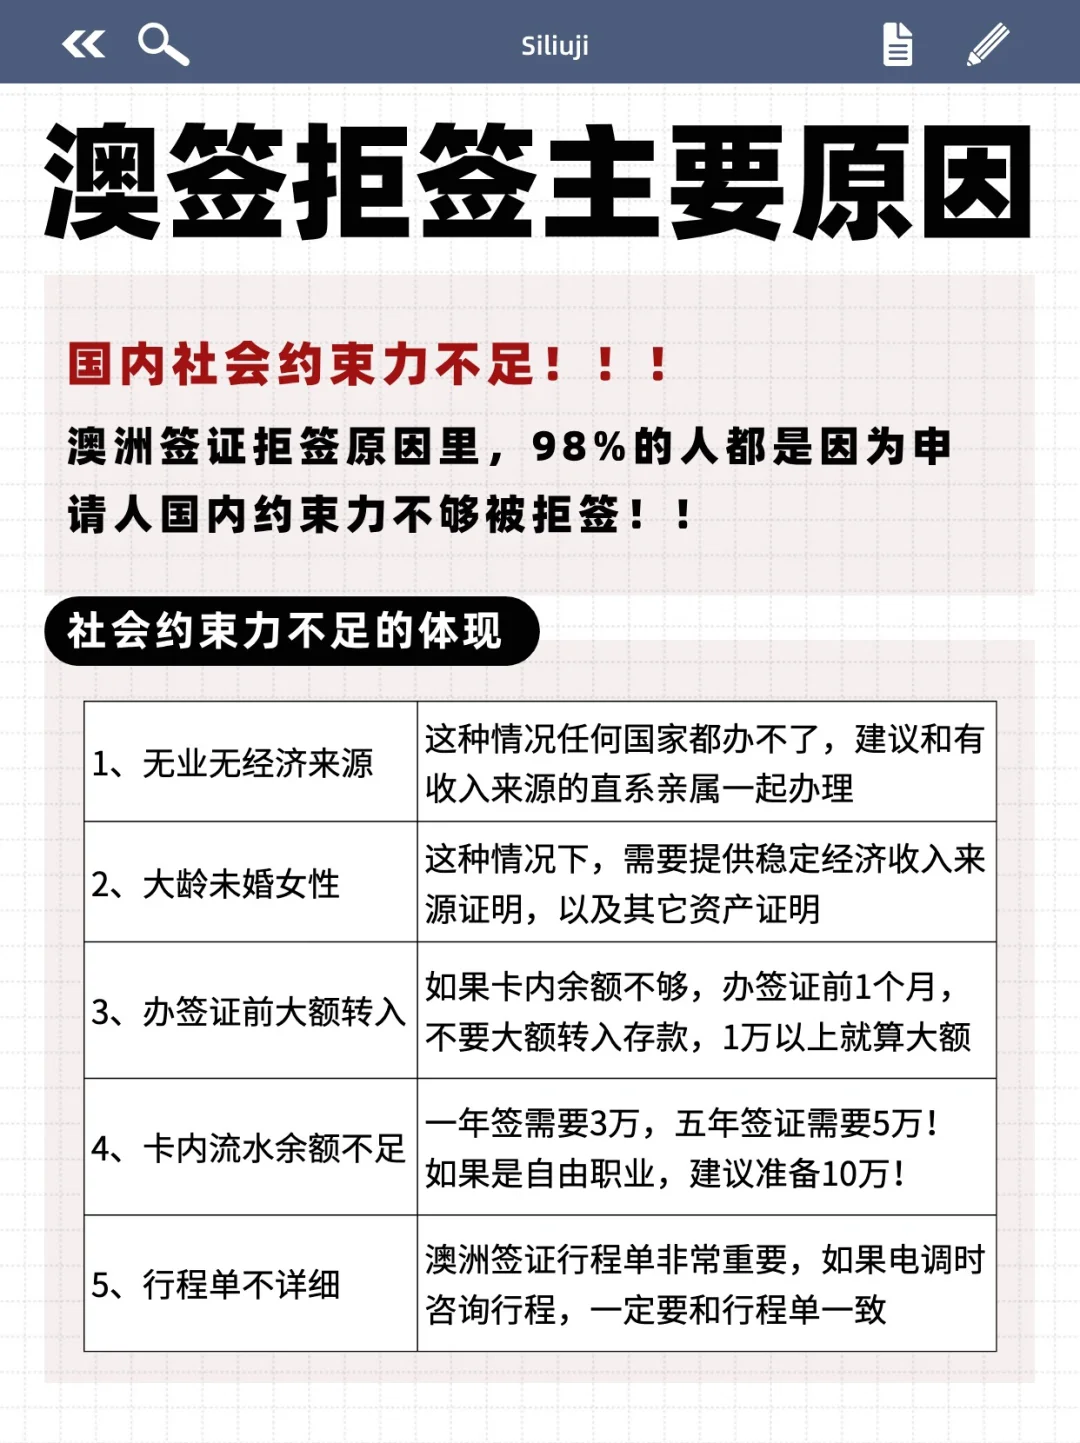 Siliuji
澳签拒签主要原因
国内社会约束力不足！！！
澳洲签证拒签原因里，98%的人都是因为申
请人国内约束力不够被拒签！！
社会约束力不足的体现
1、无业无经济来源
这种情况任何国家都办不了，建议和有
收入来源的直系亲属一起办理
2、大龄未婚女性
这种情况下，需要提供稳定经济收入来
源证明，以及其它资产证明
3、办签证前大额转入
如果卡内余额不够，办签证前1个月，
不要大额转入存款，1万以上就算大额
4、卡内流水余额不足
一年签需要3万，五年签证需要5万！
如果是自由职业，建议准备10万！
5、行程单不详细
澳洲签证行程单非常重要，如果电调时
咨询行程，一定要和行程单一致